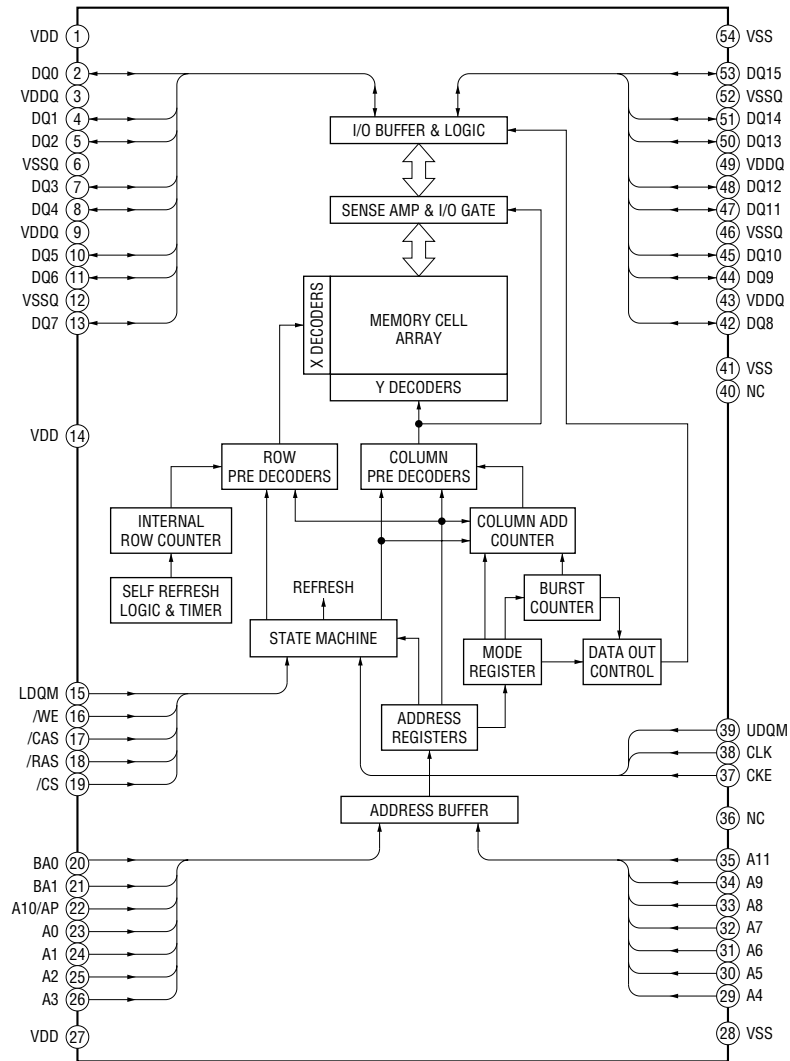 VDD 1
54 VSS
DQ0 2
53 DQ15
VDDQ 3
52 VSSQ
DQ1 4
51 DQ14
I/O BUFFER & LOGIC
DQ2 5
50 DQ13
VSSQ 6
49 VDDQ
DQ3 7
48 DQ12
DQ4 8
SENSE AMP & I/O GATE
47 DQ11
VDDQ 9
46 VSSQ
DQ5 10
45 DQ10
DQ6 11
44 DQ9
VSSQ 12
43 VDDQ
DQ7 13
42 DQ8
X DECODERS
MEMORY CELL
ARRAY
41 VSS
Y DECODERS
40 NC
VDD 14
ROW
PRE DECODERS
COLUMN
PRE DECODERS
INTERNAL
ROW COUNTER
COLUMN ADD
COUNTER
SELF REFRESH
LOGIC & TIMER
REFRESH
BURST
COUNTER
STATE MACHINE
MODE
REGISTER
DATA OUT
CONTROL
LDQM 15
/WE 16
/CAS 17
/RAS 18
/CS 19
ADDRESS
REGISTERS
39 UDQM
38 CLK
37 CKE
ADDRESS BUFFER
36 NC
BA0 20
35 A11
BA1 21
34 A9
A10/AP 22
33 A8
A0 23
32 A7
A1 24
31 A6
A2 25
30 A5
A3 26
29 A4
VDD 27
28 VSS